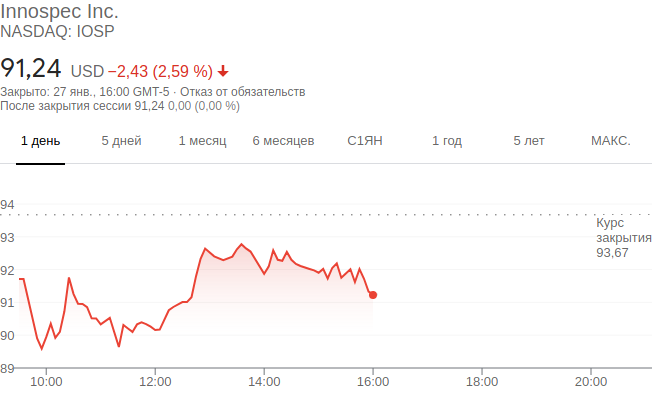 Innospec Inc.
NASDAQ: IOSP
91,24 USD −2,43 (2,59 %)
Закрыто: 27 янв., 16:00 GMT-5 · Отказ от обязательств
После закрытия сессии 91,24 0,00 (0,00 %)
1 день 5 дней 1 месяц 6 месяцев С1ЯН 1 год 5 лет МАКС.
94
Курс
93
закрытия
93,67
92
91
90
89
10:00 12:00 14:00 16:00 18:00 20:00